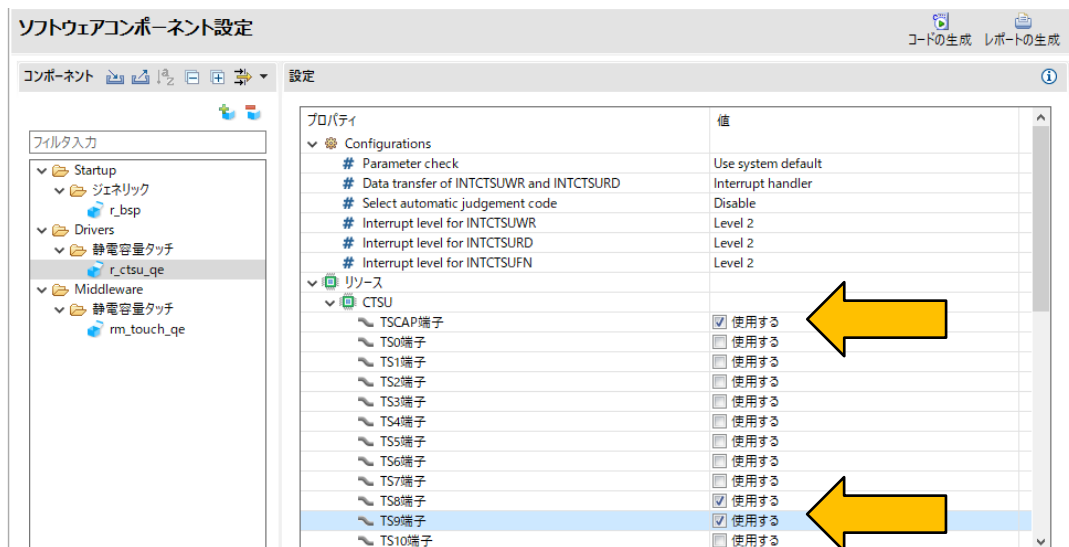 ソフトウェアコンポーネント設定
コードの生成 レポートの生成
コンポーネント
設定
フィルタ入力
Startup
ジェネリック
r_bsp
Drivers
静電容量タッチ
r_ctsu_qe
Middleware
静電容量タッチ
rm_touch_qe
プロパティ 値
Configurations
# Parameter check Use system default
# Data transfer of INTCTSUWR and INTCTSURD Interrupt handler
# Select automatic judgement code Disable
# Interrupt level for INTCTSUWR Level 2
# Interrupt level for INTCTSURD Level 2
# Interrupt level for INTCTSUFN Level 2
リソース
CTSU
TSCAP端子 使用する
TS0端子 使用する
TS1端子 使用する
TS2端子 使用する
TS3端子 使用する
TS4端子 使用する
TS5端子 使用する
TS6端子 使用する
TS7端子 使用する
TS8端子 使用する
TS9端子 使用する
TS10端子 使用する